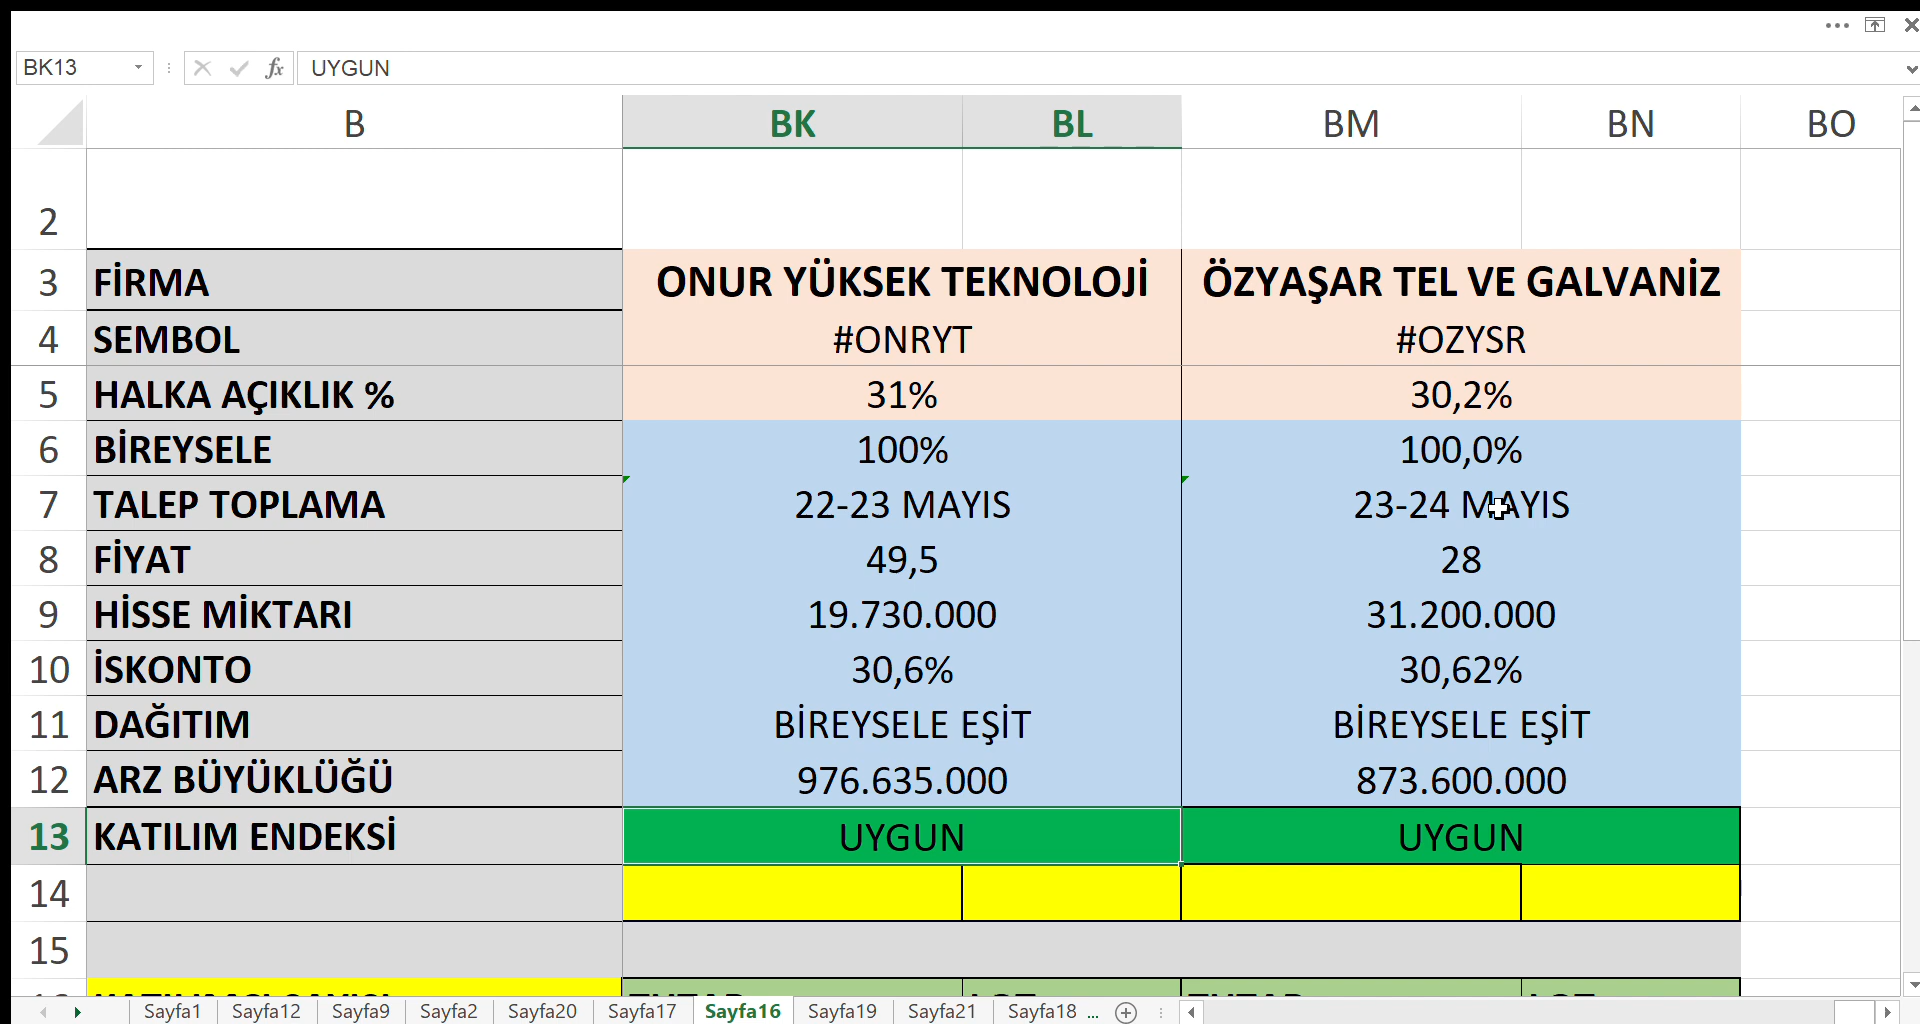 BK13 fx UYGUN
B BK BL BM BN BO
2
3 FİRMA ONUR YÜKSEK TEKNOLOJİ ÖZYAŞAR TEL VE GALVANİZ
4 SEMBOL #ONRYT #OZYSR
5 HALKA AÇIKLIK % 31% 30,2%
6 BİREYSELE 100% 100,0%
7 TALEP TOPLAMA 22-23 MAYIS 23-24 MAYIS
8 FİYAT 49,5 28
9 HİSSE MİKTARI 19.730.000 31.200.000
10 İSKONTO 30,6% 30,62%
11 DAĞITIM BİREYSELE EŞİT BİREYSELE EŞİT
12 ARZ BÜYÜKLÜĞÜ 976.635.000 873.600.000
13 KATILIM ENDEKSİ UYGUN UYGUN
14
15
Sayfa1 Sayfa12 Sayfa9 Sayfa2 Sayfa20 Sayfa17 Sayfa16 Sayfa19 Sayfa21 Sayfa18 ...